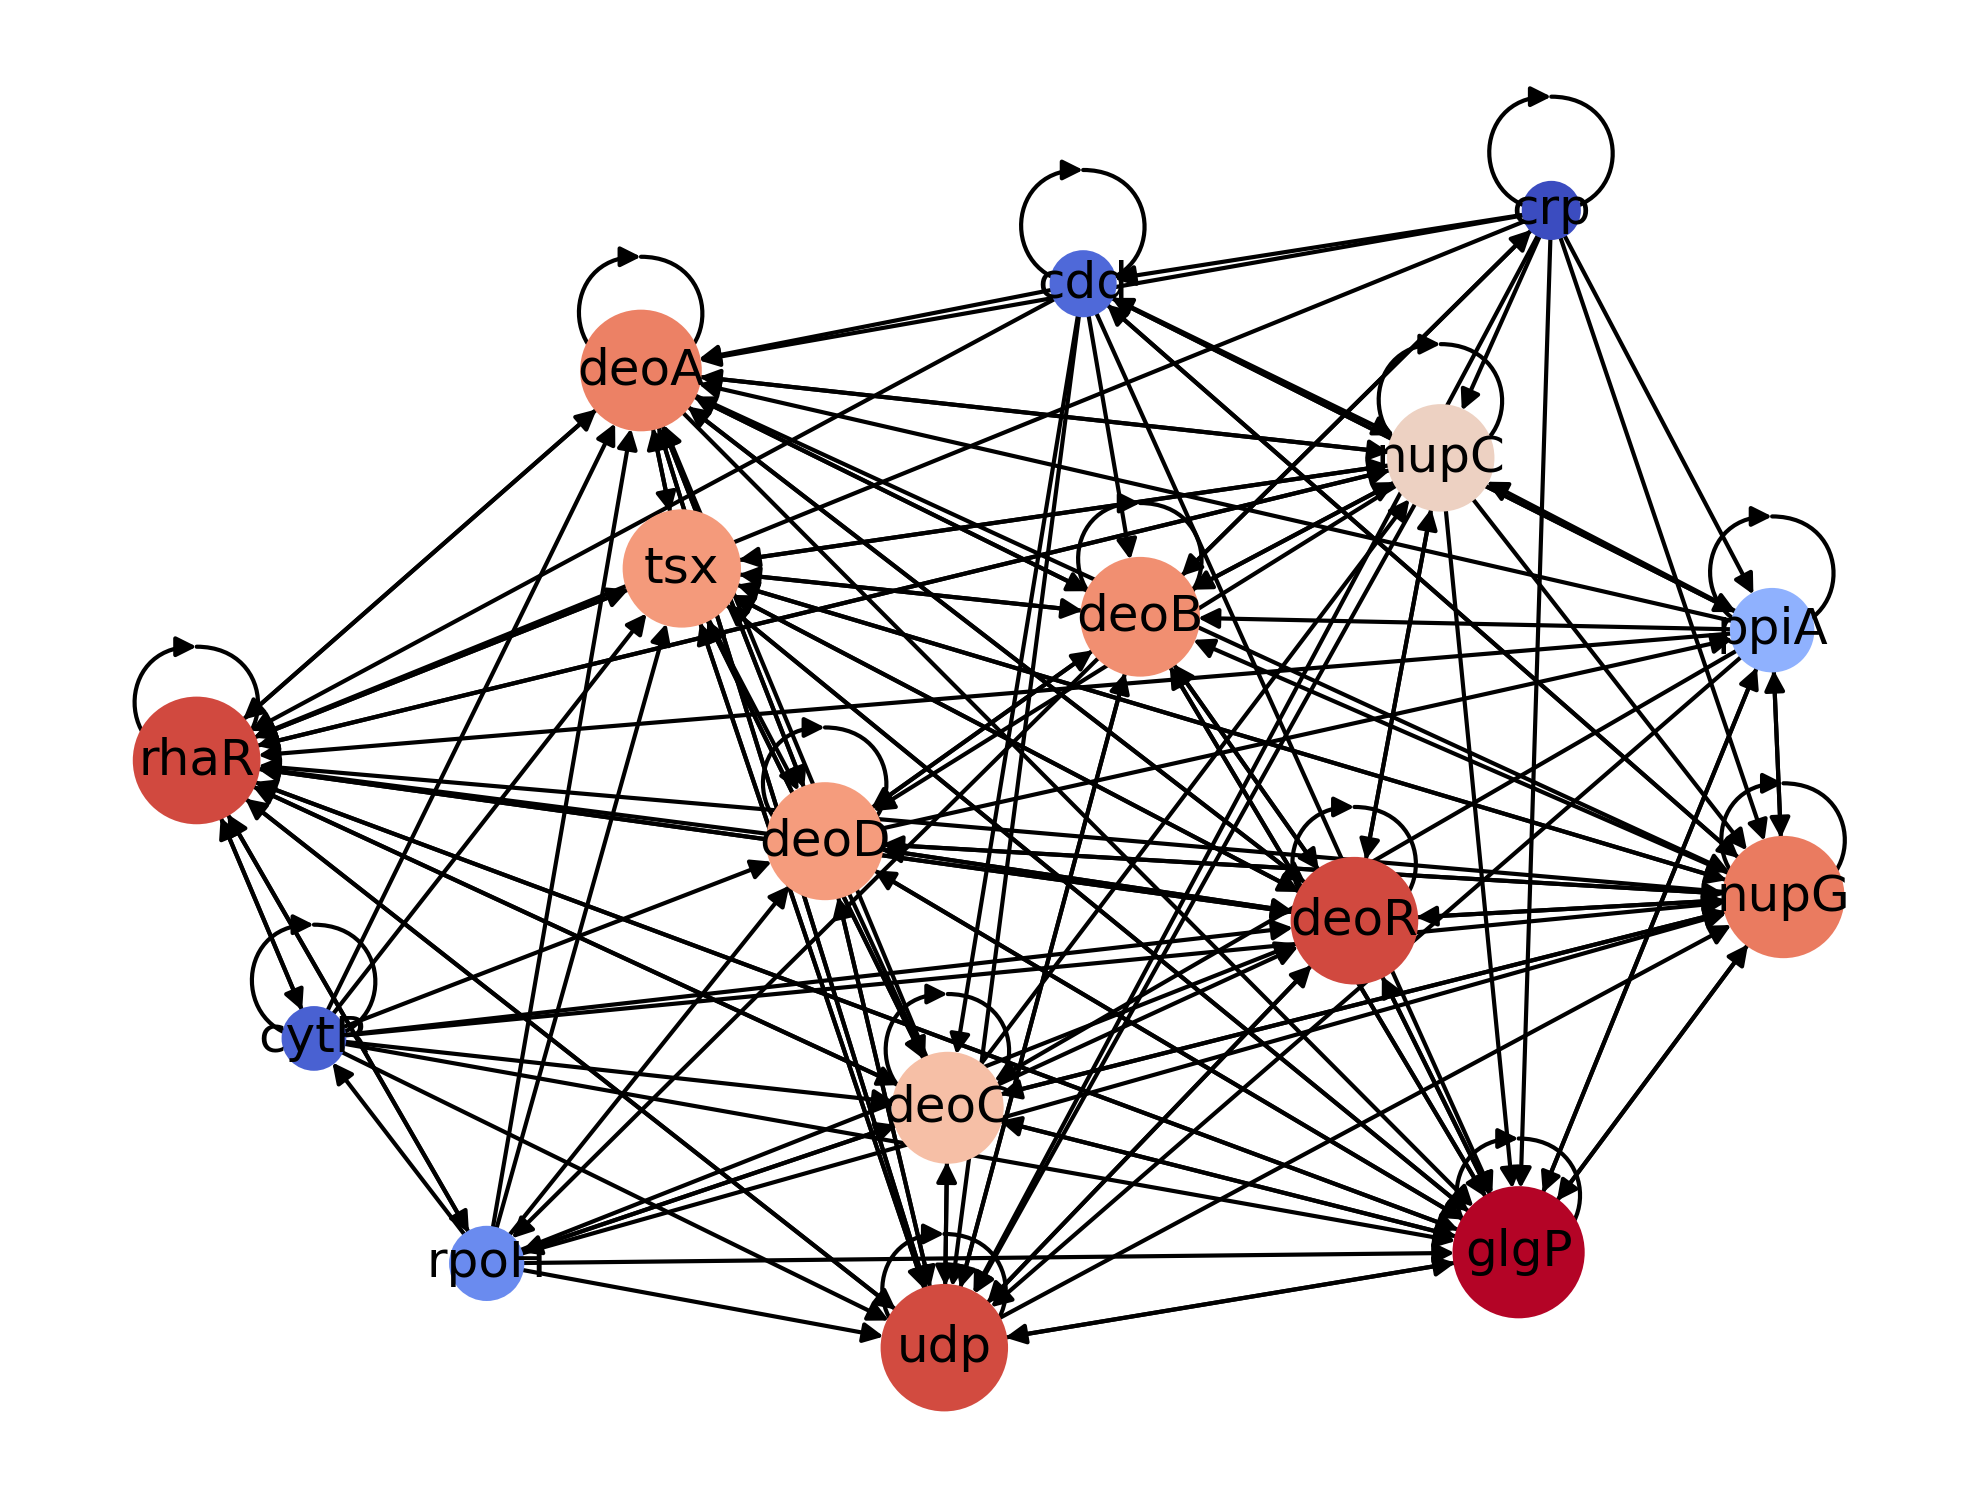 crp
cdd
deoA
nupC
tsx
deoB
ppiA
rhaR
deoD
nupG
deoR
cytR
deoC
glgP
rpoH
udp